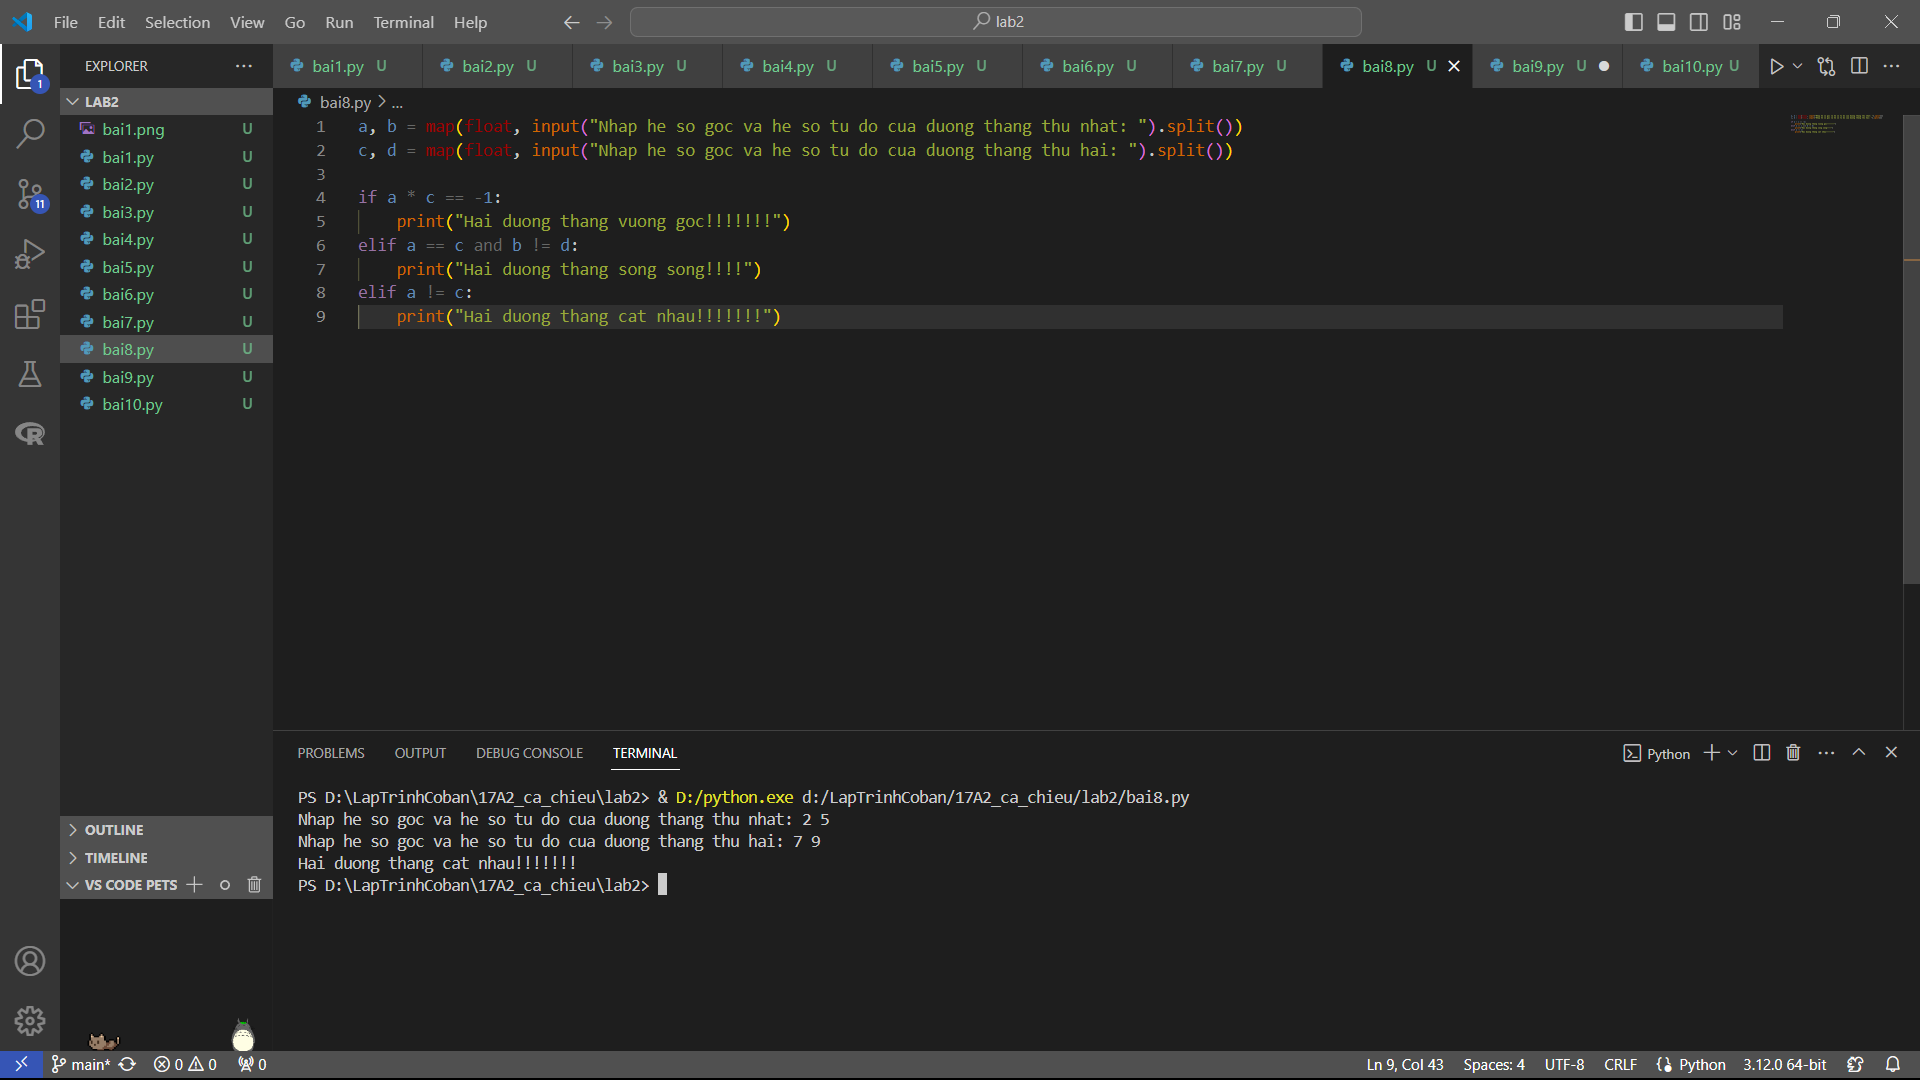 File Edit Selection View Go Run Terminal Help
lab2
EXPLORER
LAB2
bai1.png U
bai1.py U
bai2.py U
bai3.py U
bai4.py U
bai5.py U
bai6.py U
bai7.py U
bai8.py U
bai9.py U
bai10.py U
OUTLINE
TIMELINE
VS CODE PETS
1
11
bai1.py U bai2.py U bai3.py U bai4.py U bai5.py U bai6.py U bai7.py U bai8.py U bai9.py U bai10.py U
bai8.py > ...
1 a, b = map(float, input("Nhap he so goc va he so tu do cua duong thang thu nhat: ").split())
2 c, d = map(float, input("Nhap he so goc va he so tu do cua duong thang thu hai: ").split())
3
4 if a * c == -1:
5     print("Hai duong thang vuong goc!!!!!!!")
6 elif a == c and b != d:
7     print("Hai duong thang song song!!!!")
8 elif a != c:
9     print("Hai duong thang cat nhau!!!!!!!")
PROBLEMS OUTPUT DEBUG CONSOLE TERMINAL
Python
PS D:\LapTrinhCoban\17A2_ca_chieu\lab2> & D:/python.exe d:/LapTrinhCoban/17A2_ca_chieu/lab2/bai8.py
Nhap he so goc va he so tu do cua duong thang thu nhat: 2 5
Nhap he so goc va he so tu do cua duong thang thu hai: 7 9
Hai duong thang cat nhau!!!!!!!
PS D:\LapTrinhCoban\17A2_ca_chieu\lab2>
main* 0 0 0
Ln 9, Col 43 Spaces: 4 UTF-8 CRLF Python 3.12.0 64-bit